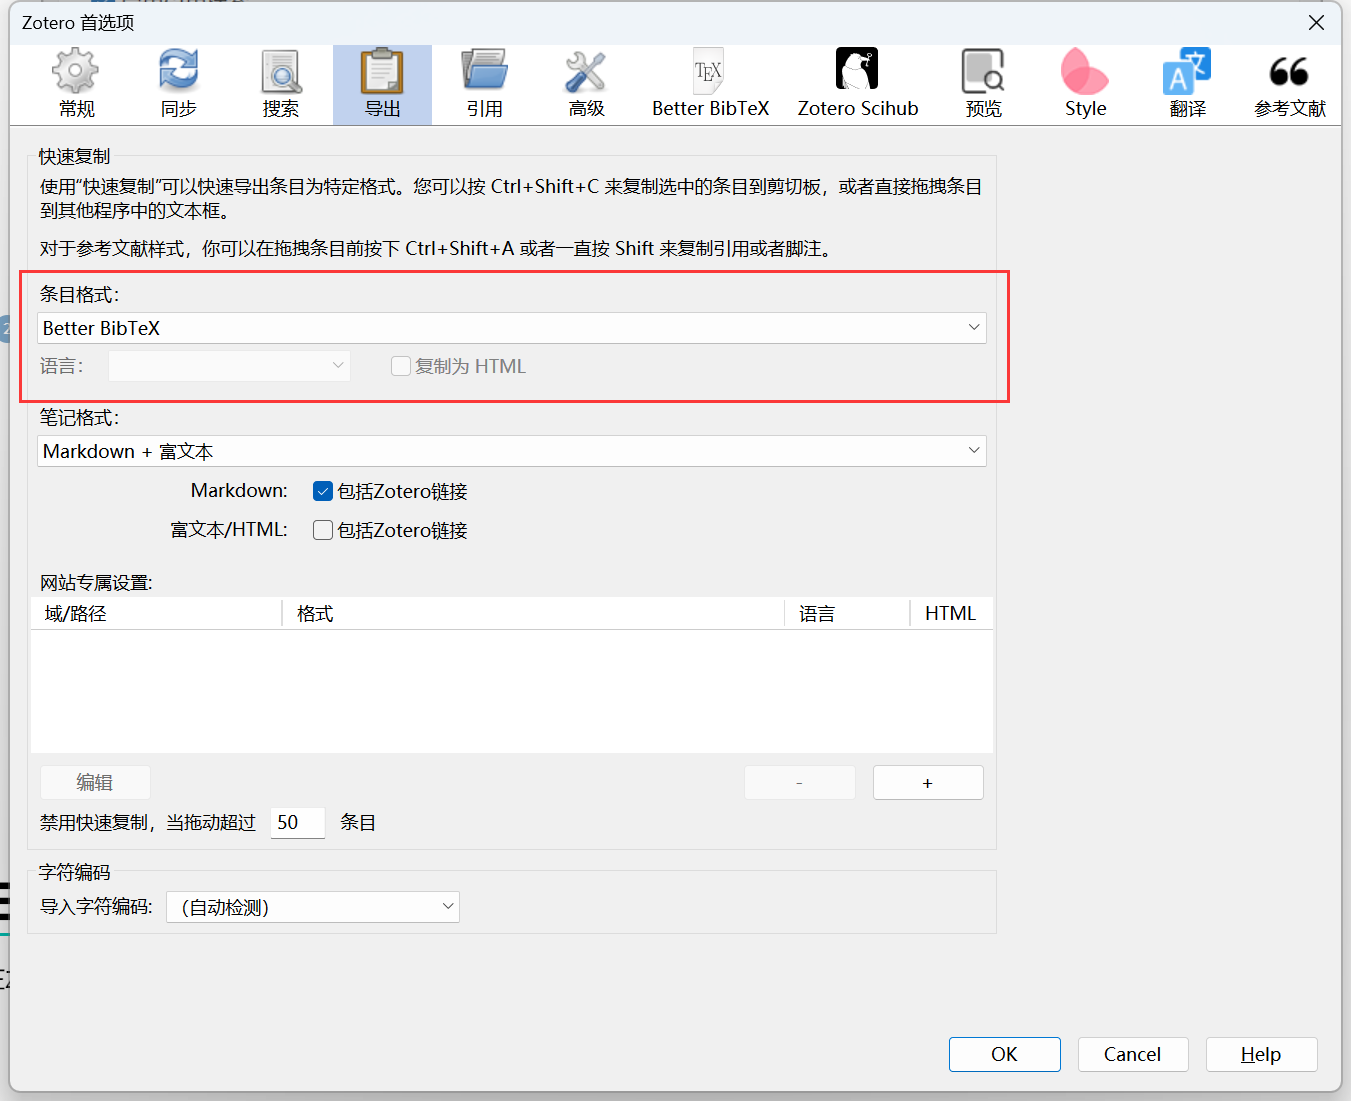 Zotero 首选项
常规
同步
搜索
导出
引用
高级
TEX
Better BibTeX
Zotero Scihub
预览
Style
翻译
参考文献
快速复制
使用“快速复制”可以快速导出条目为特定格式。您可以按 Ctrl+Shift+C 来复制选中的条目到剪切板，或者直接拖拽条目
到其他程序中的文本框。
对于参考文献样式，你可以在拖拽条目前按下 Ctrl+Shift+A 或者一直按 Shift 来复制引用或者脚注。
条目格式：
Better BibTeX
语言：
复制为 HTML
笔记格式：
Markdown + 富文本
Markdown:
包括Zotero链接
富文本/HTML:
包括Zotero链接
网站专属设置:
域/路径
格式
语言
HTML
编辑
-
+
禁用快速复制，当拖动超过 50 条目
字符编码
导入字符编码:
（自动检测）
OK
Cancel
Help